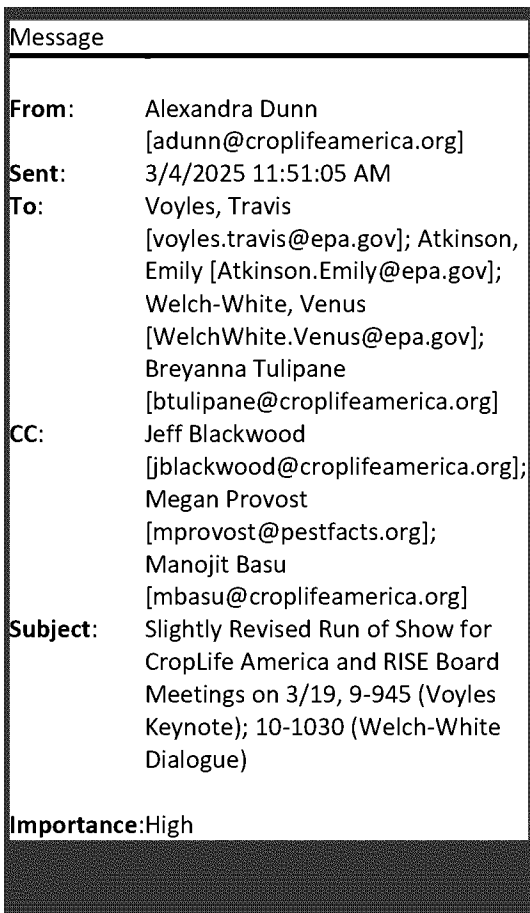 Message
From: Alexandra Dunn
[adunn@croplifeamerica.org]
Sent: 3/4/2025 11:51:05 AM
To: Voyles, Travis
[voyles.travis@epa.gov]; Atkinson,
Emily [Atkinson.Emily@epa.gov];
Welch-White, Venus
[WelchWhite.Venus@epa.gov];
Breyanna Tulipane
[btulipane@croplifeamerica.org]
CC: Jeff Blackwood
[jblackwood@croplifeamerica.org];
Megan Provost
[mprovost@pestfacts.org];
Manojit Basu
[mbasu@croplifeamerica.org]
Subject: Slightly Revised Run of Show for
CropLife America and RISE Board
Meetings on 3/19, 9-945 (Voyles
Keynote); 10-1030 (Welch-White
Dialogue)
Importance:High